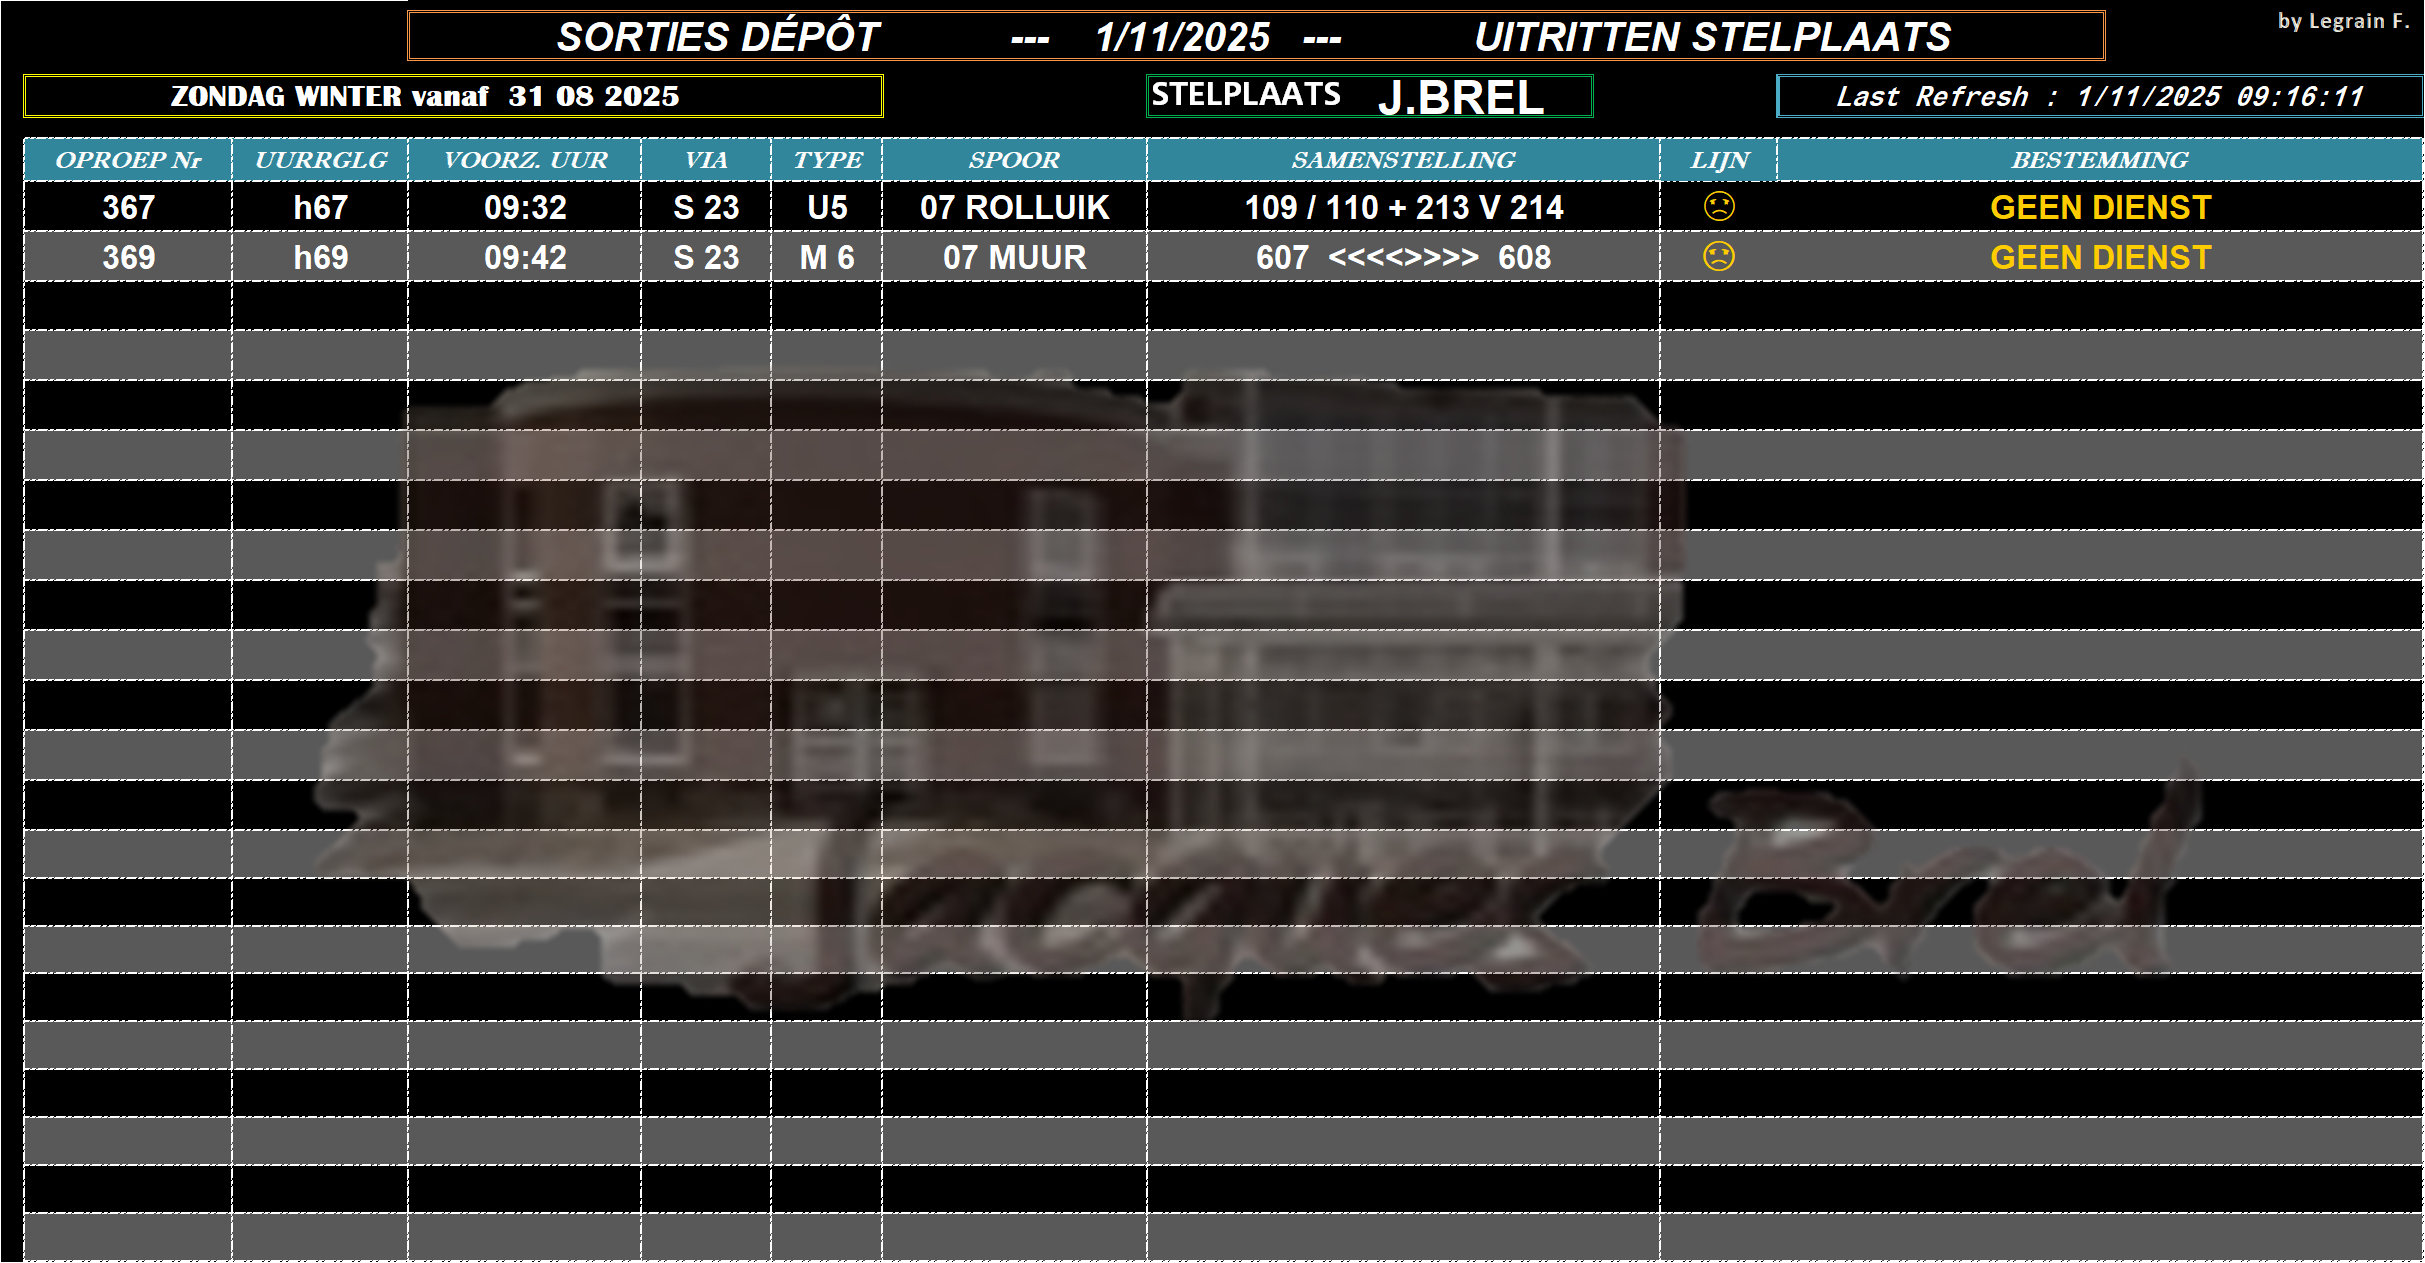 SORTIES DÉPÔT --- 1/11/2025 --- UITRITTEN STELPLAATS
by Legrain F.
ZONDAG WINTER vanaf 31 08 2025
STELPLAATS J.BREL
Last Refresh : 1/11/2025 09:16:11
OPROEP Nr UURRGLG VOORZ. UUR VIA TYPE SPOOR SAMENSTELLING LIJN BESTEMMING
367 h67 09:32 S 23 U5 07 ROLLUIK 109 / 110 + 213 V 214 ☹ GEEN DIENST
369 h69 09:42 S 23 M 6 07 MUUR 607 <<<<>>>> 608 ☹ GEEN DIENST
Jacques Brel